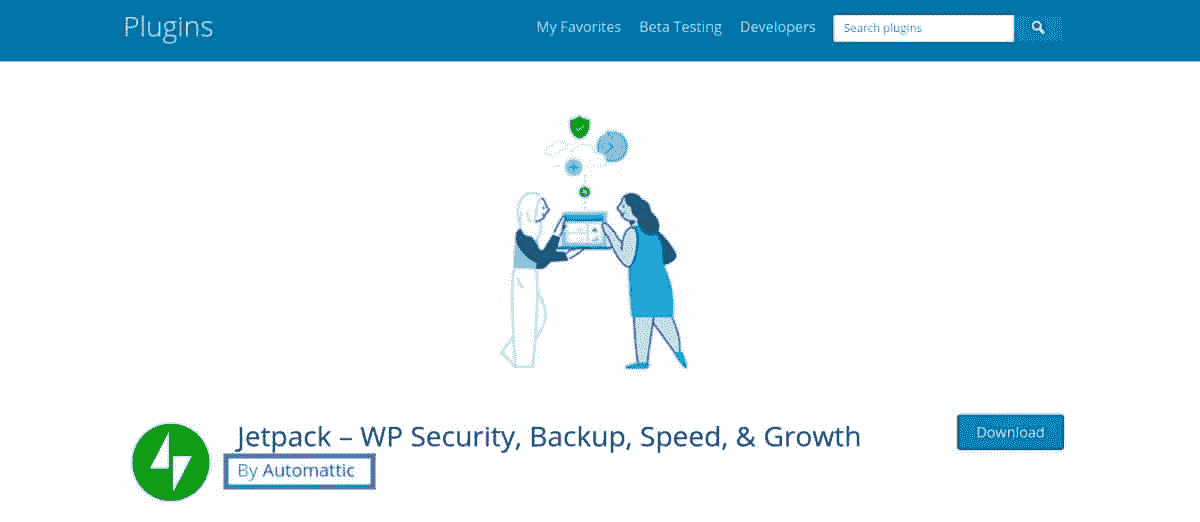 Plugins
My Favorites Beta Testing Developers Search plugins
Jetpack – WP Security, Backup, Speed, & Growth
Download
By Automattic